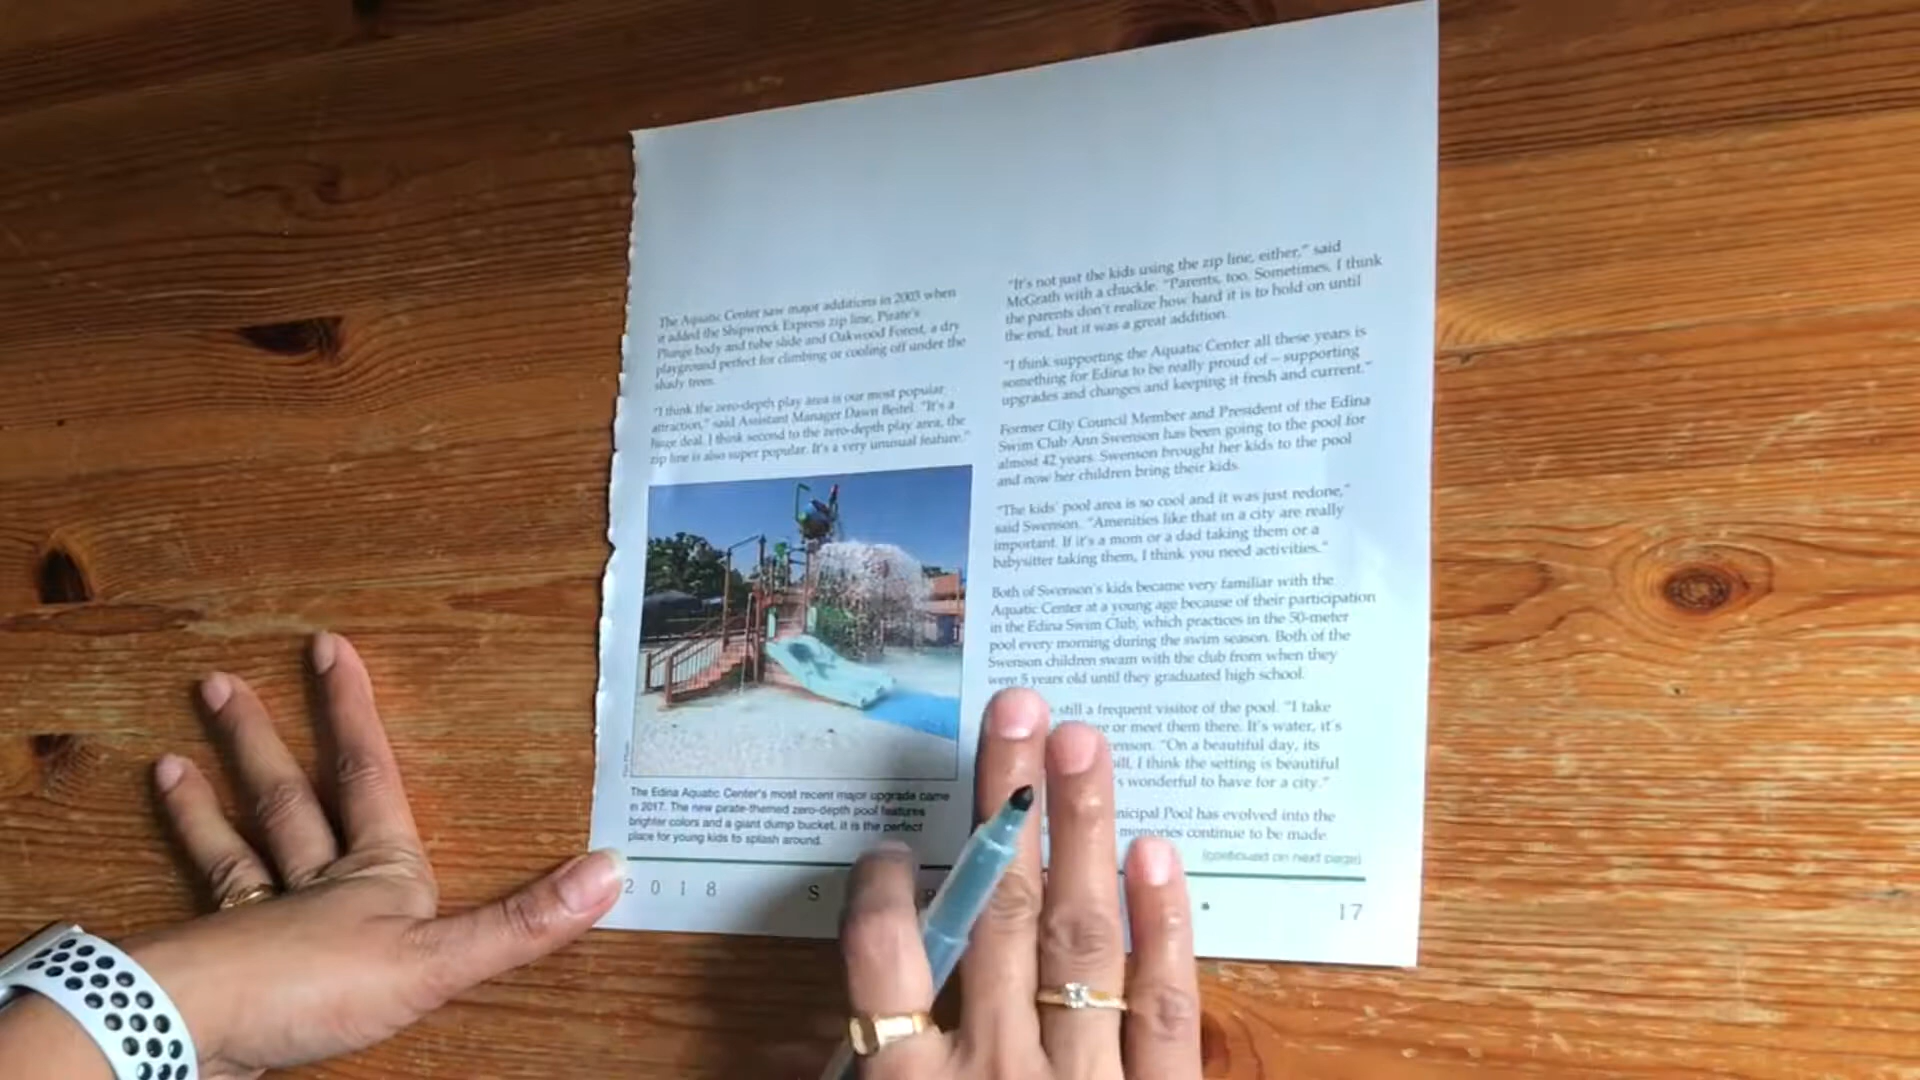 The Aquatic Center saw major additions in 2003 when
it added the Shipwreck Express zip line, Pirate's
Plunge body and tube slide and Oakwood Forest, a dry
playground perfect for climbing or cooling off under the
shady trees.
"I think the zero-depth play area is our most popular
attraction," said Assistant Manager Dawn Beitel. "It's a
huge deal. I think second to the zero-depth play area, the
zip line is also super popular. It's a very unusual feature."
The Edina Aquatic Center's most recent major upgrade came
in 2017. The new pirate-themed zero-depth pool features
brighter colors and a giant dump bucket. It is the perfect
place for young kids to splash around.
"It's not just the kids using the zip line, either," said
McGrath with a chuckle. "Parents, too. Sometimes, I think
the parents don't realize how hard it is to hold on until
the end, but it was a great addition.
"I think supporting the Aquatic Center all these years is
something for Edina to be really proud of – supporting
upgrades and changes and keeping it fresh and current."
Former City Council Member and President of the Edina
Swim Club Ann Swenson has been going to the pool for
almost 42 years. Swenson brought her kids to the pool
and now her children bring their kids.
"The kids' pool area is so cool and it was just redone,"
said Swenson. "Amenities like that in a city are really
important. If it's a mom or a dad taking them or a
babysitter taking them, I think you need activities."
Both of Swenson's kids became very familiar with the
Aquatic Center at a young age because of their participation
in the Edina Swim Club, which practices in the 50-meter
pool every morning during the swim season. Both of the
Swenson children swam with the club from when they
were 5 years old until they graduated high school.
still a frequent visitor of the pool. "I take
or meet them there. It's water, it's
"On a beautiful day, its
I think the setting is beautiful
wonderful to have for a city."
Pool has evolved into the
memories continue to be made
(continued on next page)
2018 S • 17